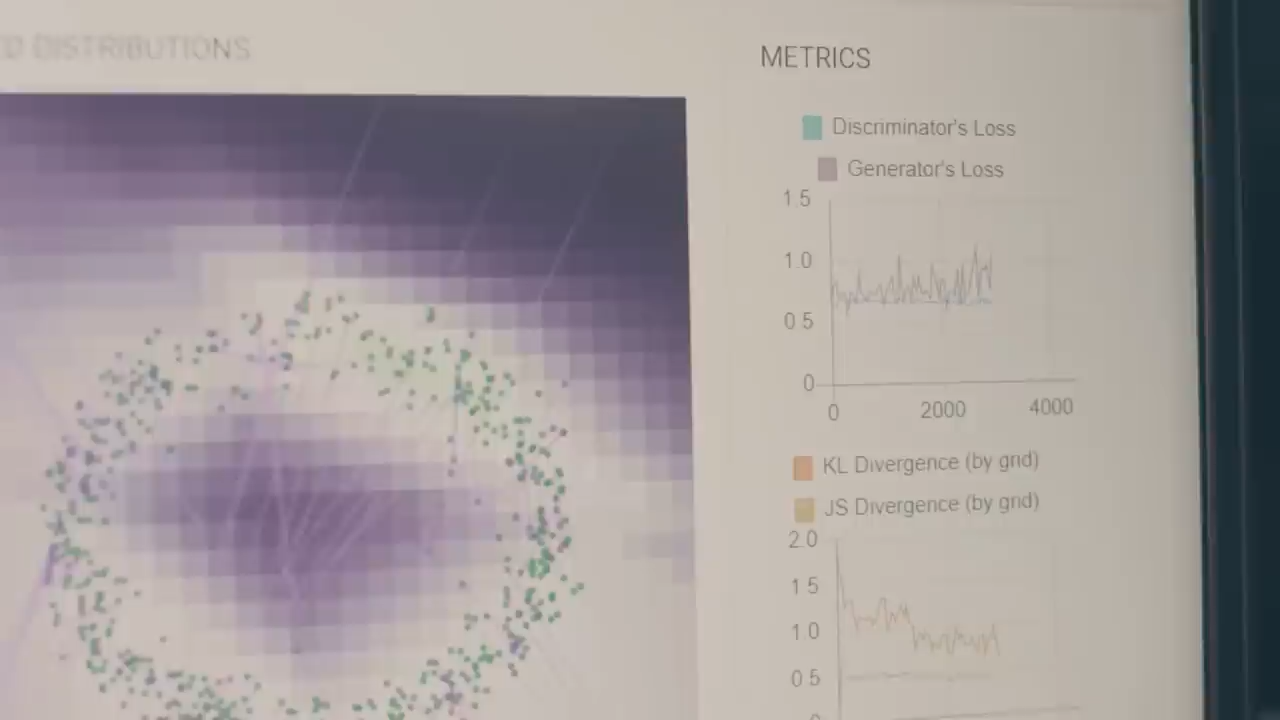 DISTRIBUTIONS
METRICS
Discriminator's Loss
Generator's Loss
1.5
1.0
0.5
0
0 2000 4000
KL Divergence (by grid)
JS Divergence (by grid)
2.0
1.5
1.0
0.5